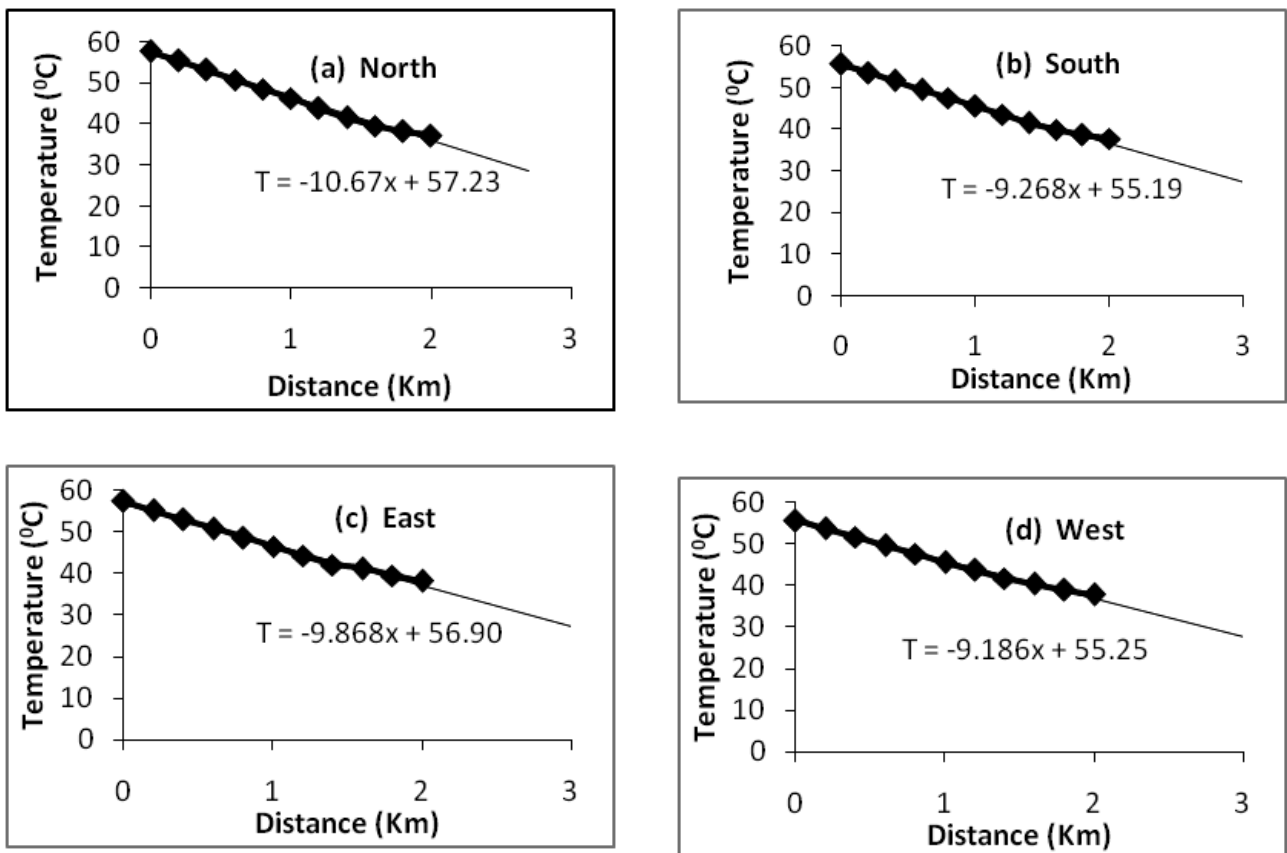 (a) North
Temperature (⁰C)
60
50
40
30
20
10
0
T = -10.67x + 57.23
0 1 2 3
Distance (Km)
(b) South
Temperature (⁰C)
60
50
40
30
20
10
0
T = -9.268x + 55.19
0 1 2 3
Distance (Km)
(c) East
Temperature (⁰C)
60
50
40
30
20
10
0
T = -9.868x + 56.90
0 1 2 3
Distance (Km)
(d) West
Temperature (⁰C)
60
50
40
30
20
10
0
T = -9.186x + 55.25
0 1 2 3
Distance (Km)